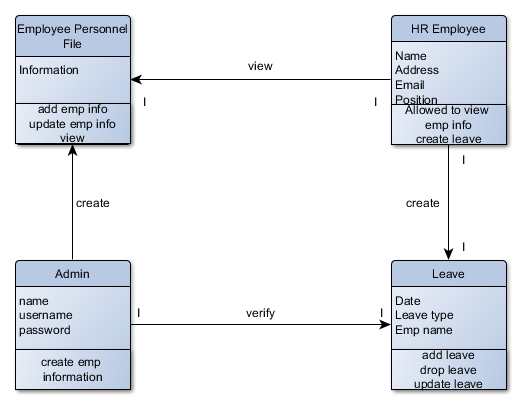 Employee Personnel
File
Information
add emp info
update emp info
view
HR Employee
Name
Address
Email
Position
Allowed to view
emp info
create leave
view
I
I
I
create
create
I
Admin
name
username
password
create emp
information
I
verify
I
Leave
Date
Leave type
Emp name
add leave
drop leave
update leave